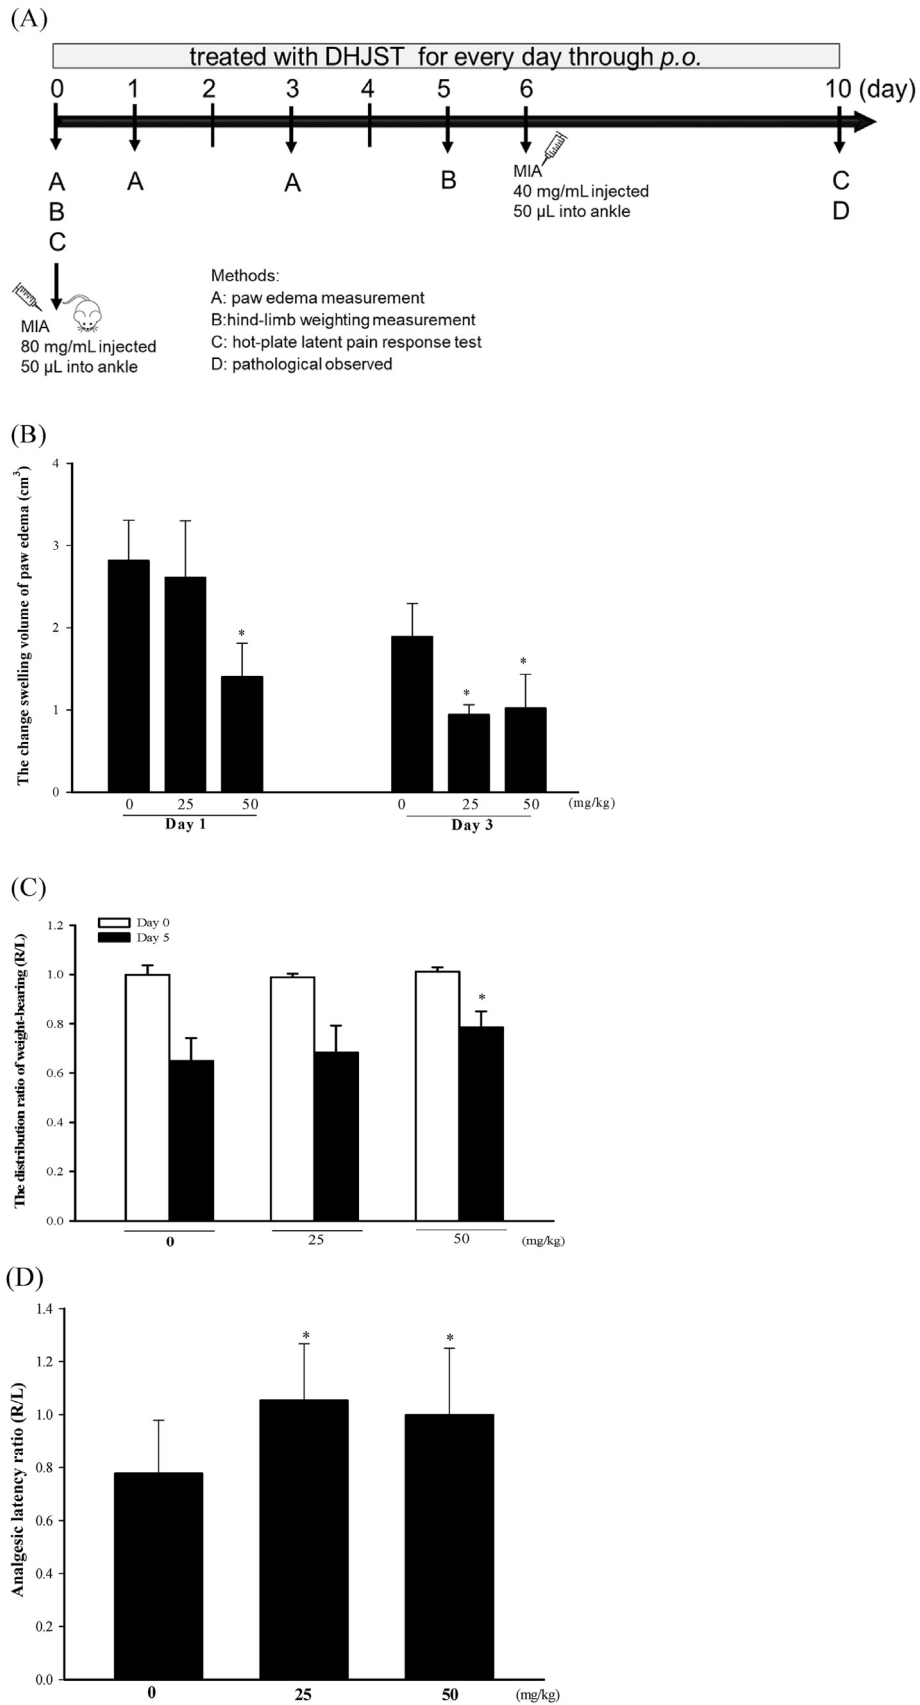 (A)
treated with DHJST for every day through p.o.
0 1 2 3 4 5 6 10 (day)
A A A B C
B D
C
MIA
40 mg/mL injected
50 µL into ankle
MIA
80 mg/mL injected
50 µL into ankle
Methods:
A: paw edema measurement
B:hind-limb weighting measurement
C: hot-plate latent pain response test
D: pathological observed
(B)
The change swelling volume of paw edema (cm³)
4
3
2
1
0
* * *
0 25 50 0 25 50 (mg/kg)
Day 1 Day 3
(C)
The distribution ratio of weight-bearing (R/L)
1.2
1.0
0.8
0.6
0.4
0.2
0.0
Day 0
Day 5
*
0 25 50 (mg/kg)
(D)
Analgesic latency ratio (R/L)
1.4
1.2
1.0
0.8
0.6
0.4
0.2
0.0
* *
0 25 50 (mg/kg)